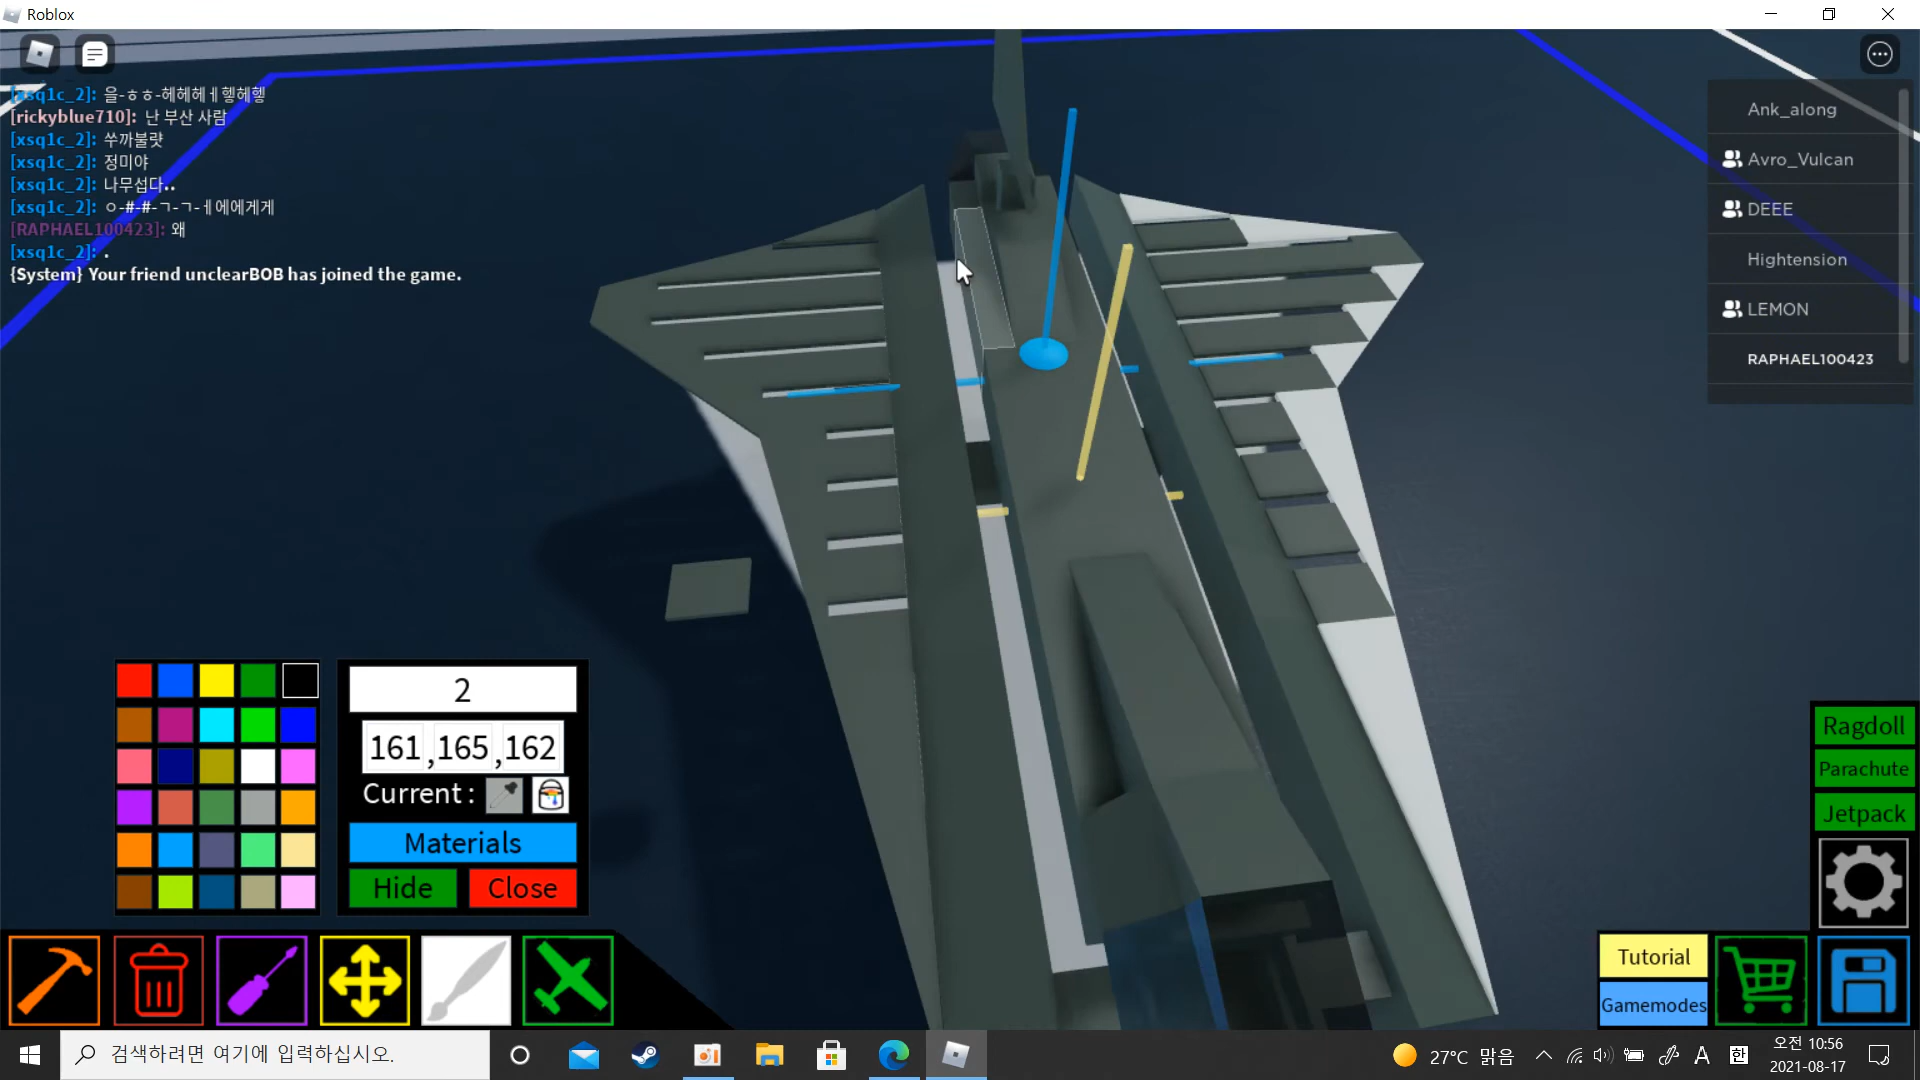 Roblox
[xsq1c_2]: 을-ㅎㅎ-헤헤헤ㅔ헿헤헿
[rickyblue710]: 난 부산 사람
[xsq1c_2]: 쑤까불럇
[xsq1c_2]: 정미야
[xsq1c_2]: 나무섭다..
[xsq1c_2]: ㅇ-#-#-ㄱ-ㄱ-ㅔ에에게게
[RAPHAEL100423]: 왜
[xsq1c_2]: .
{System} Your friend unclearBOB has joined the game.
Ank_along
Avro_Vulcan
DEEE
Hightension
LEMON
RAPHAEL100423
2
161,165,162
Current :
Materials
Hide
Close
Ragdoll
Parachute
Jetpack
Tutorial
Gamemodes
검색하려면 여기에 입력하십시오.
27°C 맑음
A
한
오전 10:56
2021-08-17